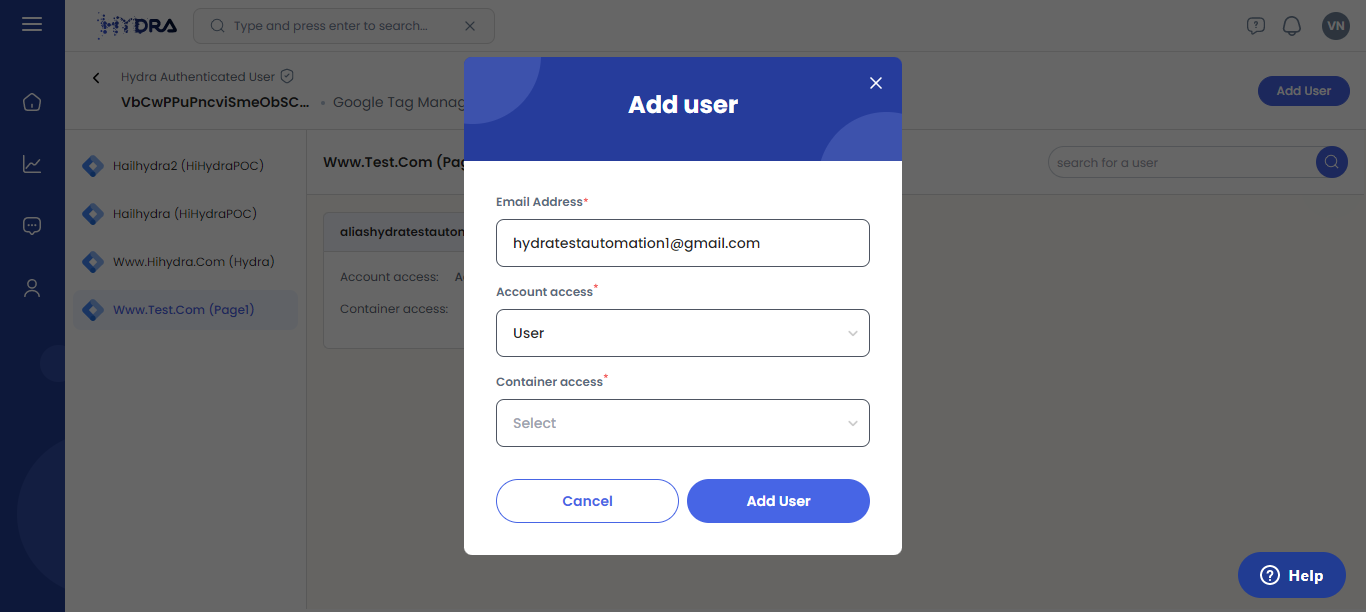 HYDRA
Type and press enter to search...
VN
Hydra Authenticated User
VbCwPPuPncviSmeObSC... • Google Tag Manag
Add User
Hailhydra2 (HiHydraPOC)
Hailhydra (HiHydraPOC)
Www.Hihydra.Com (Hydra)
Www.Test.Com (Page1)
Www.Test.Com (Pag
search for a user
aliashydratestauton
Account access: A
Container access:
Add user
Email Address*
hydratestautomation1@gmail.com
Account access*
User
Container access*
Select
Cancel
Add User
Help